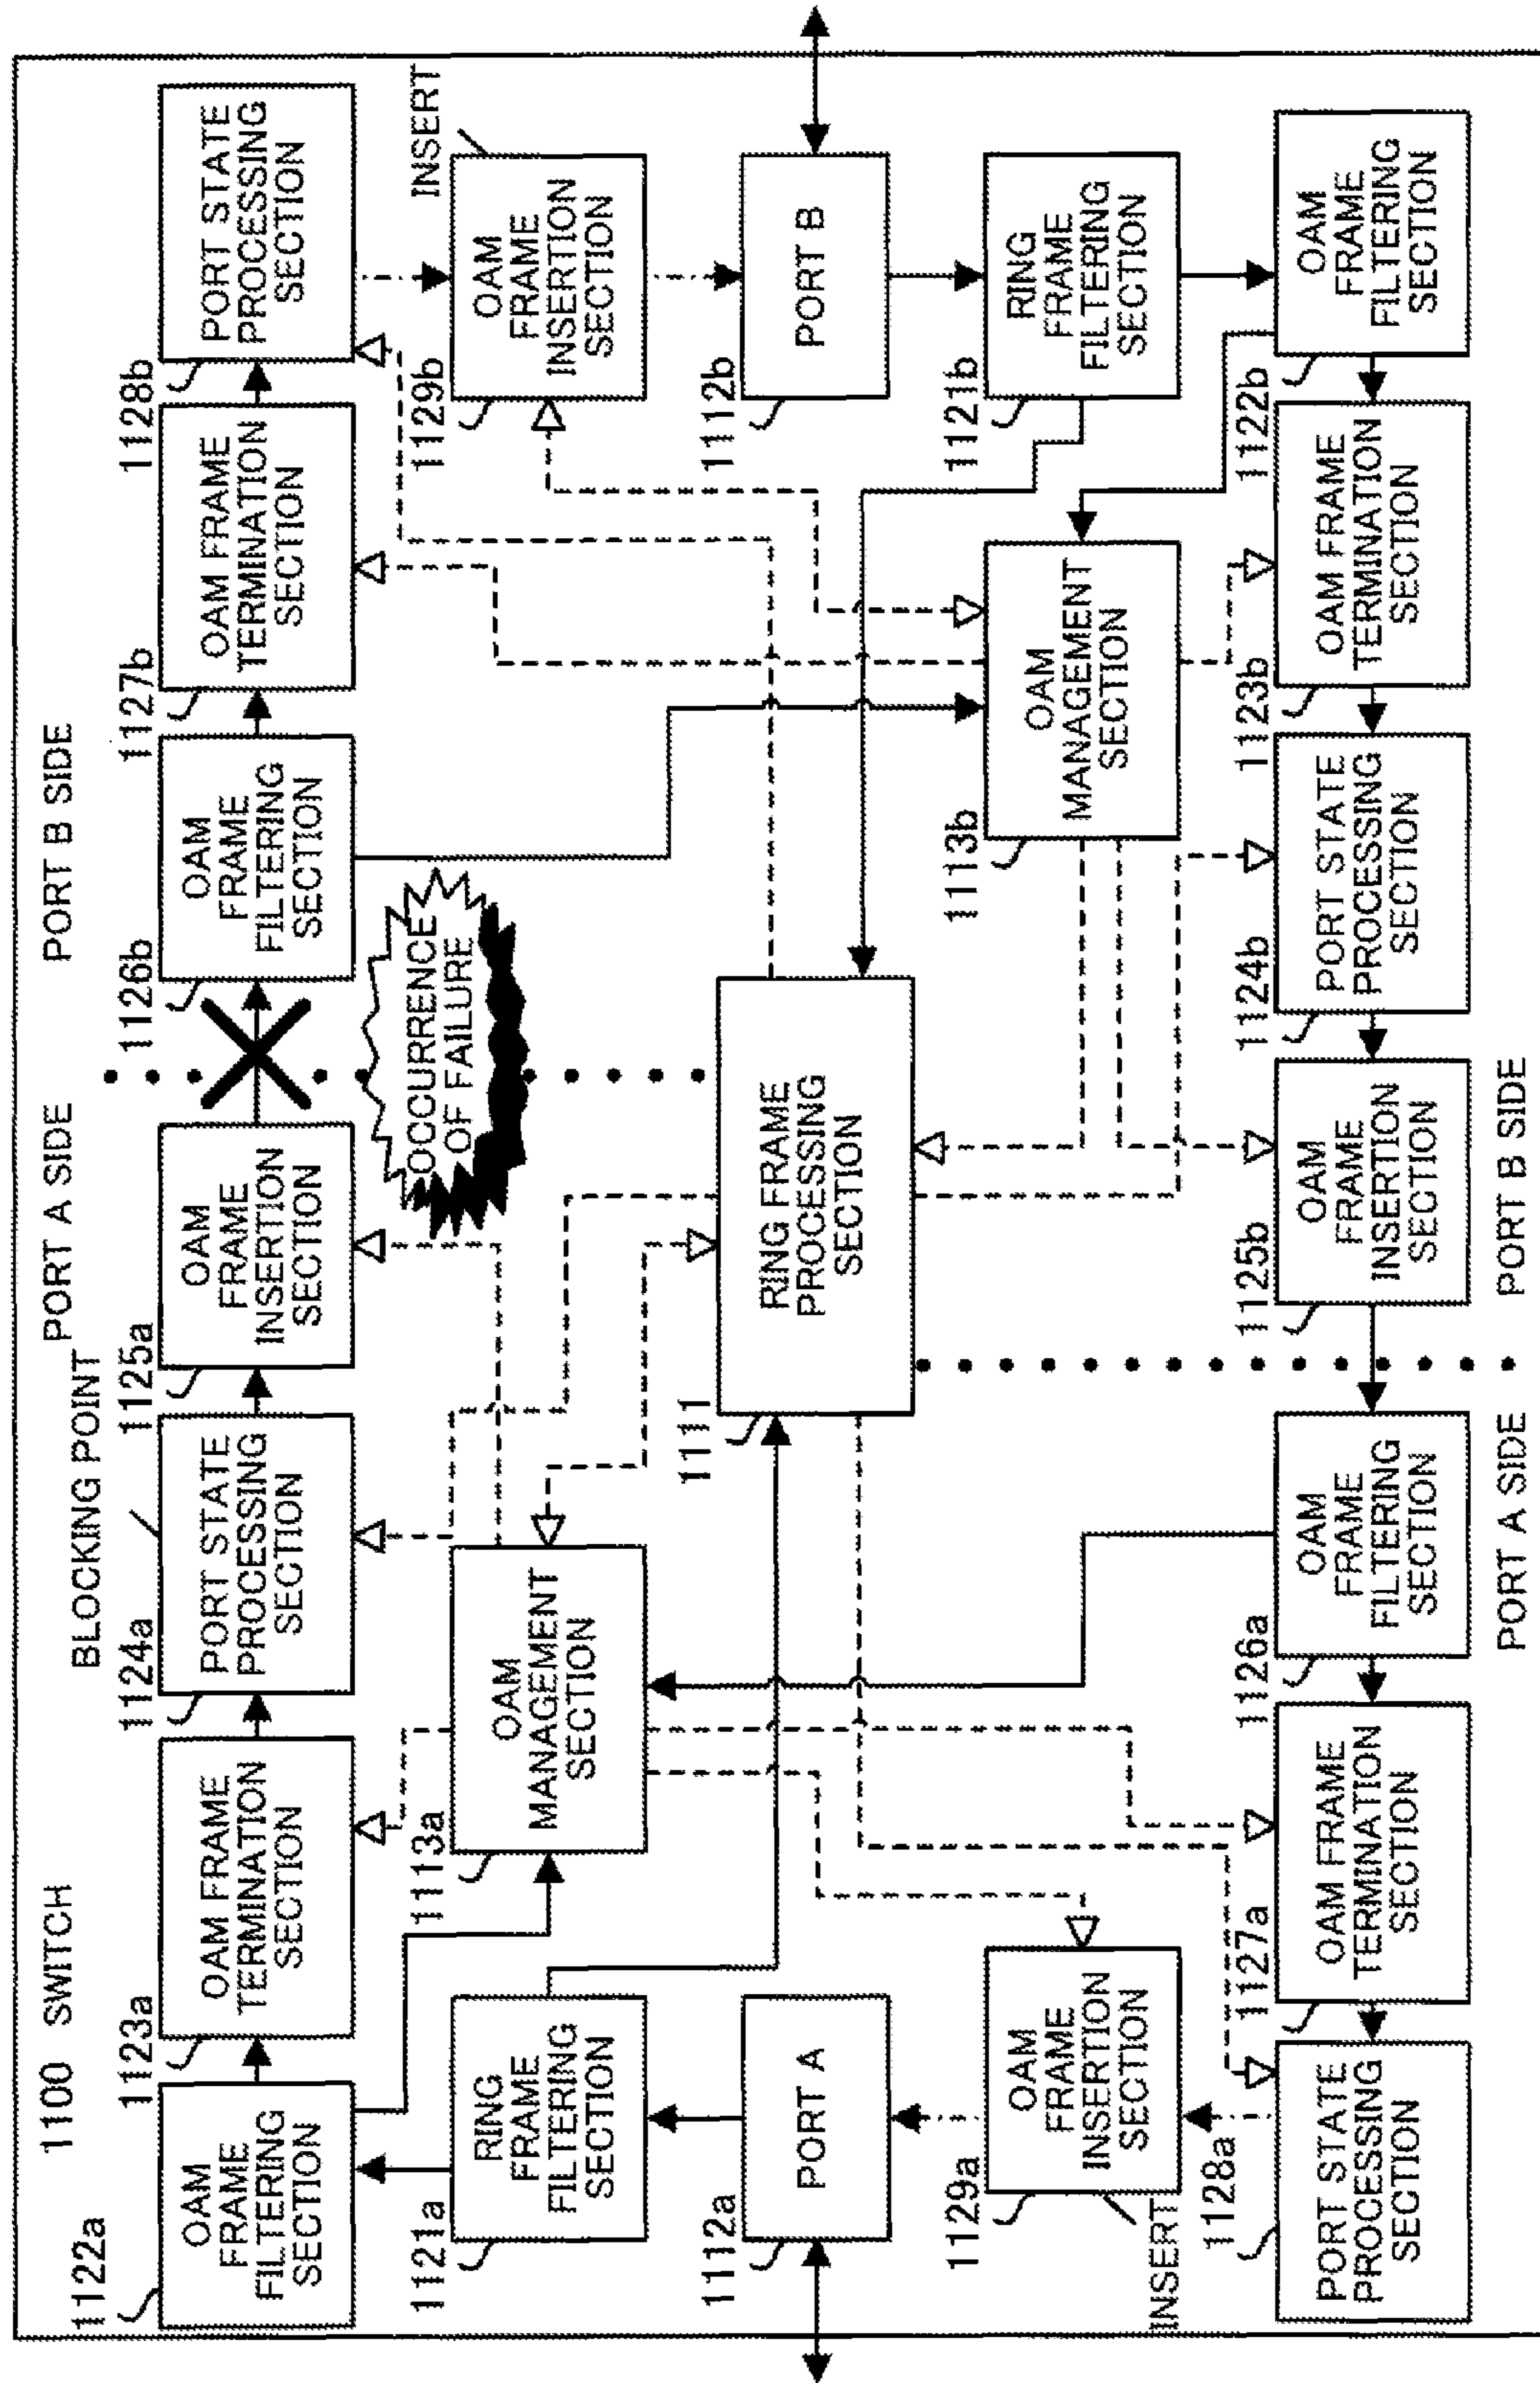 1100 SWITCH
BLOCKING POINT
PORT A SIDE
PORT B SIDE
1122a
OAM
FRAME
FILTERING
SECTION
1123a
OAM FRAME
TERMINATION
SECTION
1124a
PORT STATE
PROCESSING
SECTION
1125a
OAM
FRAME
INSERTION
SECTION
1126b
OAM
FRAME
FILTERING
SECTION
1127b
OAM FRAME
TERMINATION
SECTION
1128b
PORT STATE
PROCESSING
SECTION
OCCURRENCE
OF FAILURE
1121a
RING
FRAME
FILTERING
SECTION
1113a
OAM
MANAGEMENT
SECTION
1129b
OAM
FRAME
INSERTION
SECTION
INSERT
1112a
PORT A
1111
RING FRAME
PROCESSING
SECTION
1112b
PORT B
1129a
OAM
FRAME
INSERTION
SECTION
INSERT
1113b
OAM
MANAGEMENT
SECTION
1121b
RING
FRAME
FILTERING
SECTION
1128a
PORT STATE
PROCESSING
SECTION
1127a
OAM FRAME
TERMINATION
SECTION
1126a
OAM
FRAME
FILTERING
SECTION
1125b
OAM
FRAME
INSERTION
SECTION
1124b
PORT STATE
PROCESSING
SECTION
1123b
OAM FRAME
TERMINATION
SECTION
1122b
OAM
FRAME
FILTERING
SECTION
PORT A SIDE
PORT B SIDE